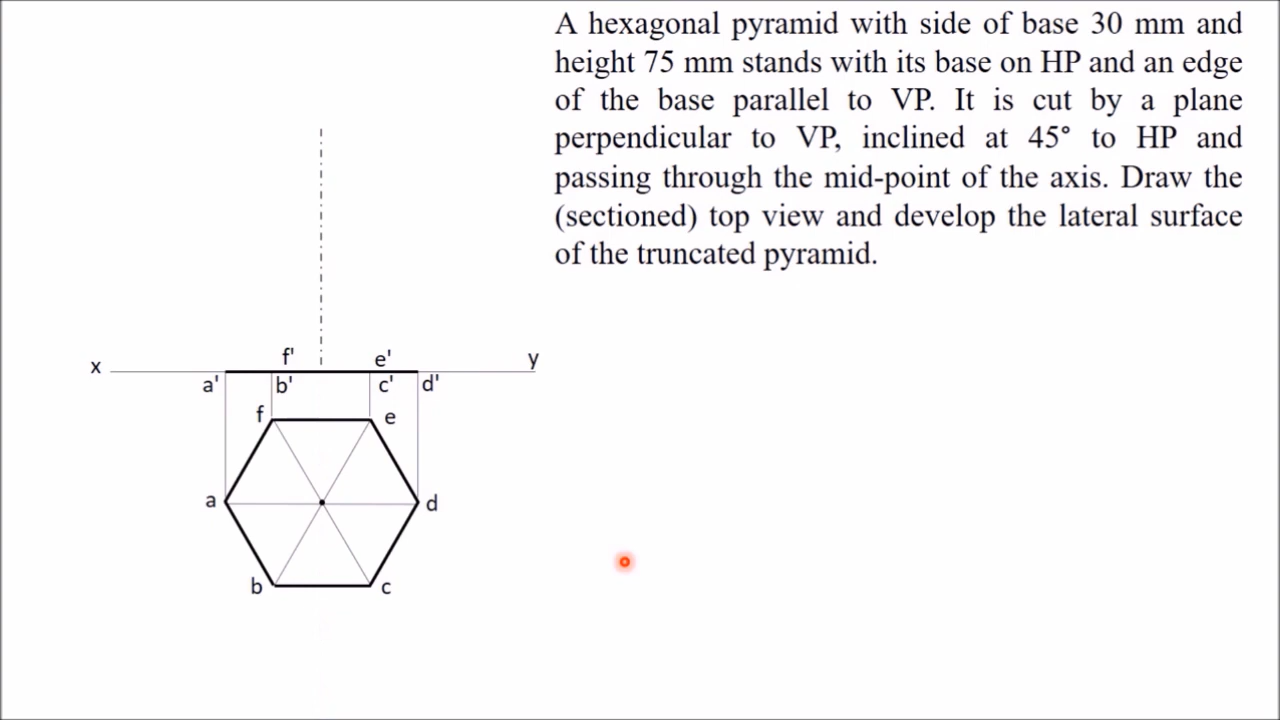 A hexagonal pyramid with side of base 30 mm and
height 75 mm stands with its base on HP and an edge
of the base parallel to VP. It is cut by a plane
perpendicular to VP, inclined at 45° to HP and
passing through the mid-point of the axis. Draw the
(sectioned) top view and develop the lateral surface
of the truncated pyramid.
f' e'
x y
a' b' c' d'
f e
a d
b c